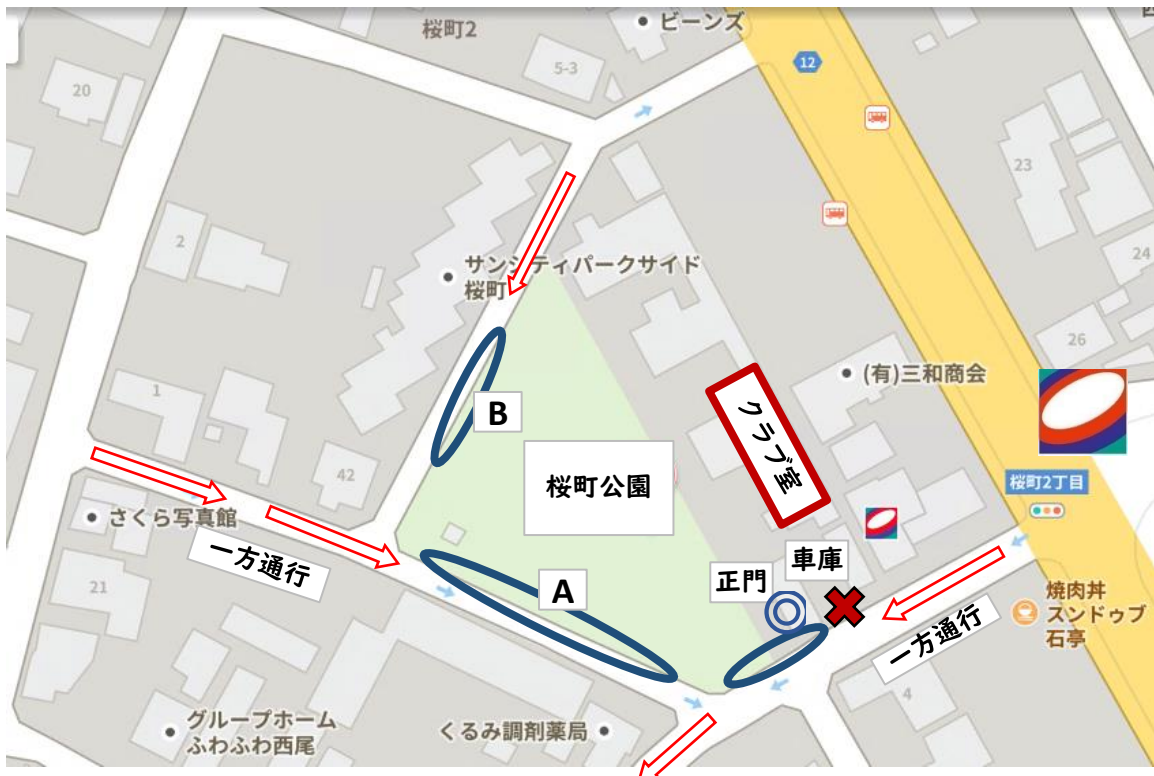 桜町2
ビーンズ
5-3
20
12
23
2
サンシティパークサイド
桜町
24
26
(有)三和商会
1
B
クラブ室
桜町公園
42
桜町2丁目
さくら写真館
一方通行
21
A
正門
車庫
焼肉丼
スンドゥブ
石亭
一方通行
4
グループホーム
ふわふわ西尾
くるみ調剤薬局